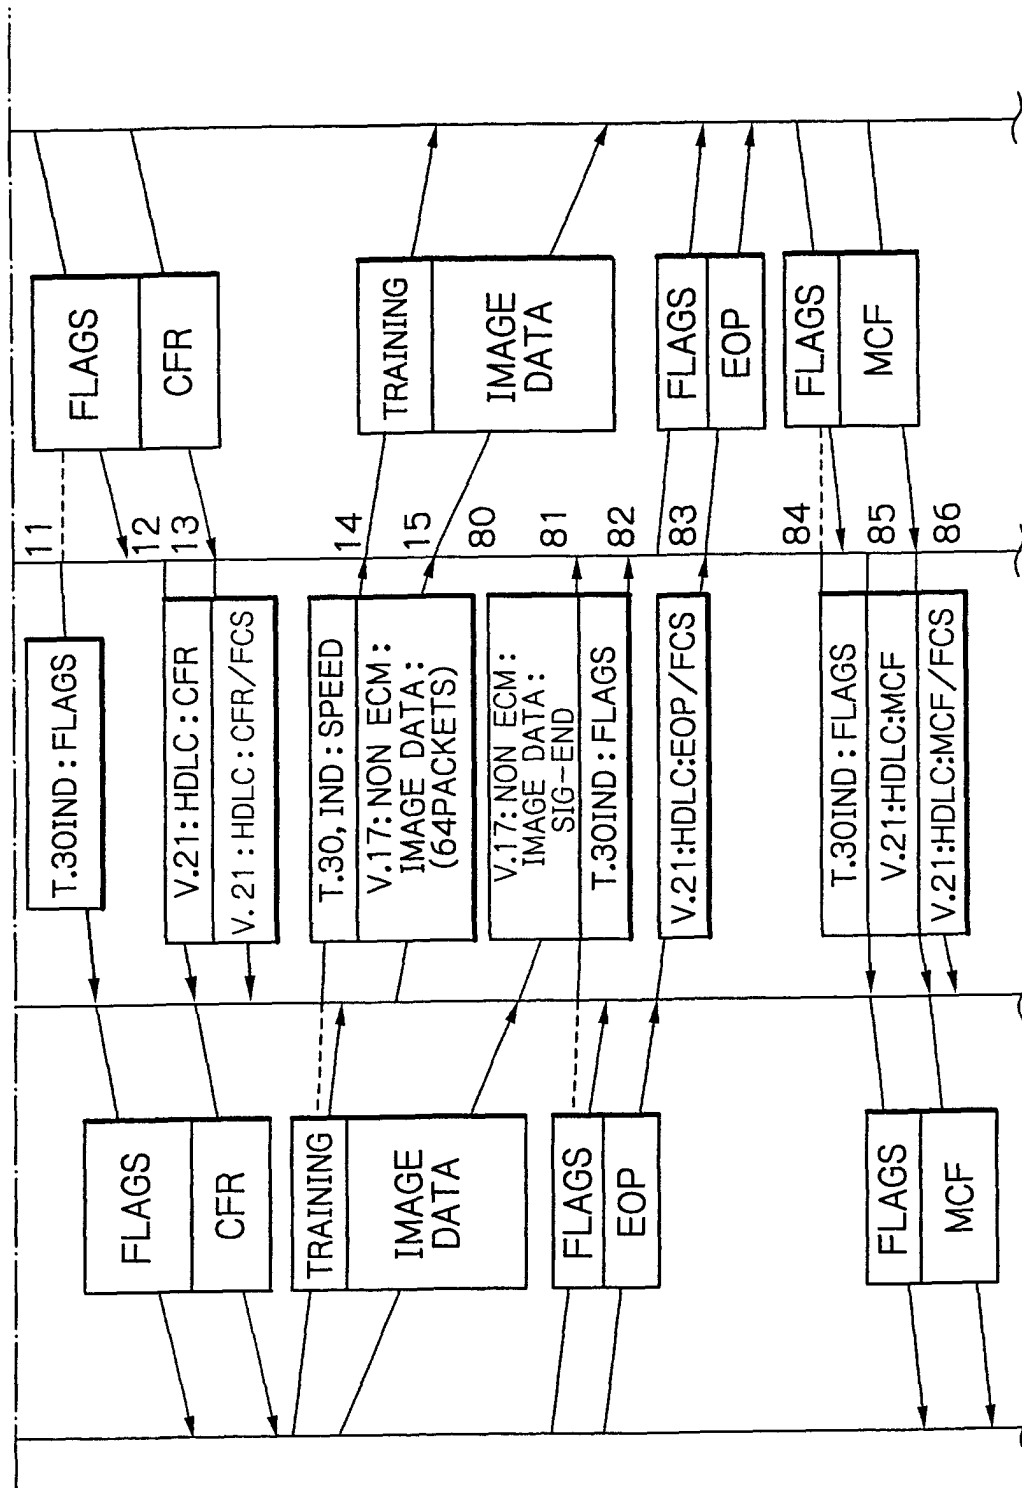 FLAGS
CFR
TRAINING
IMAGE
DATA
FLAGS
EOP
FLAGS
MCF
11
12
13
14
15
80
81
82
83
84
85
86
T.30IND:FLAGS
V.21:HDLC:CFR
V.21:HDLC:CFR/FCS
T.30,IND:SPEED
V.17:NON ECM:
IMAGE DATA:
(64PACKETS)
V.17:NON ECM:
IMAGE DATA:
SIG-END
T.30IND:FLAGS
V.21:HDLC:EOP/FCS
T.30IND:FLAGS
V.21:HDLC:MCF
V.21:HDLC:MCF/FCS
FLAGS
CFR
TRAINING
IMAGE
DATA
FLAGS
EOP
FLAGS
MCF